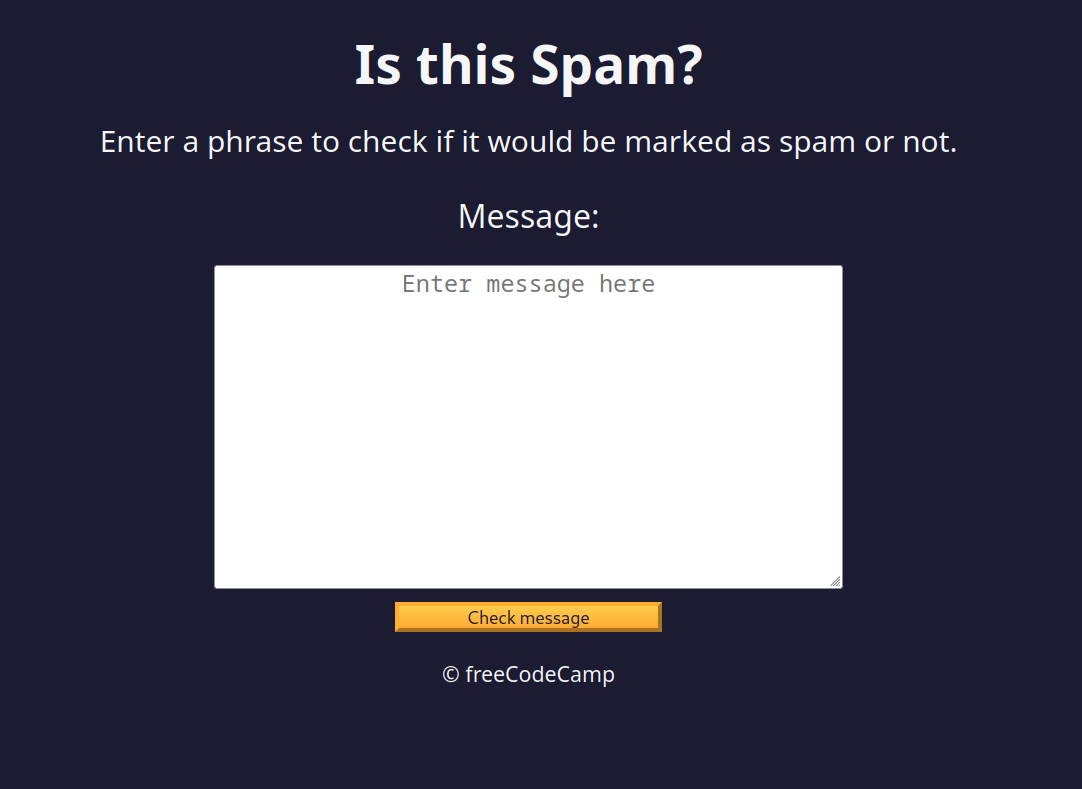 Is this Spam?
Enter a phrase to check if it would be marked as spam or not.
Message:
Enter message here
Check message
© freeCodeCamp